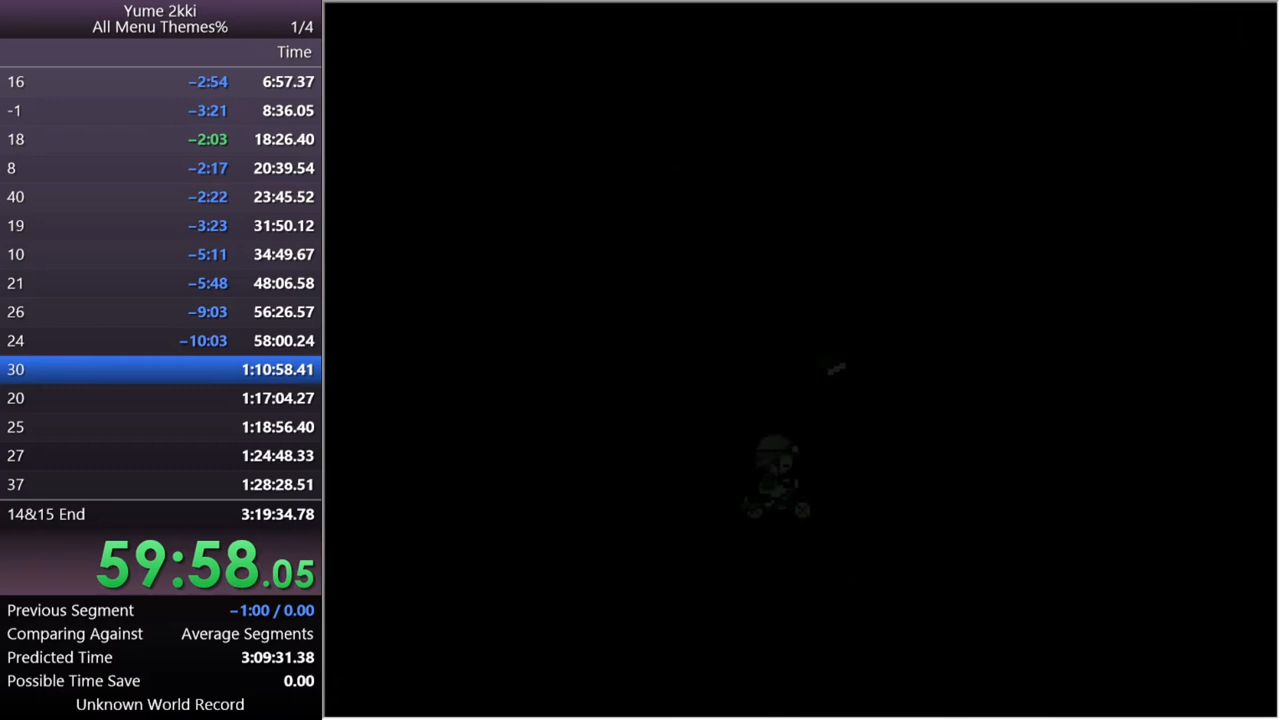 Yume 2kki
All Menu Themes% 1/4
Time
16 −2:54 6:57.37
-1 −3:21 8:36.05
18 −2:03 18:26.40
8 −2:17 20:39.54
40 −2:22 23:45.52
19 −3:23 31:50.12
10 −5:11 34:49.67
21 −5:48 48:06.58
26 −9:03 56:26.57
24 −10:03 58:00.24
30 1:10:58.41
20 1:17:04.27
25 1:18:56.40
27 1:24:48.33
37 1:28:28.51
14&15 End 3:19:34.78
59:58.05
Previous Segment −1:00 / 0.00
Comparing Against Average Segments
Predicted Time 3:09:31.38
Possible Time Save 0.00
Unknown World Record